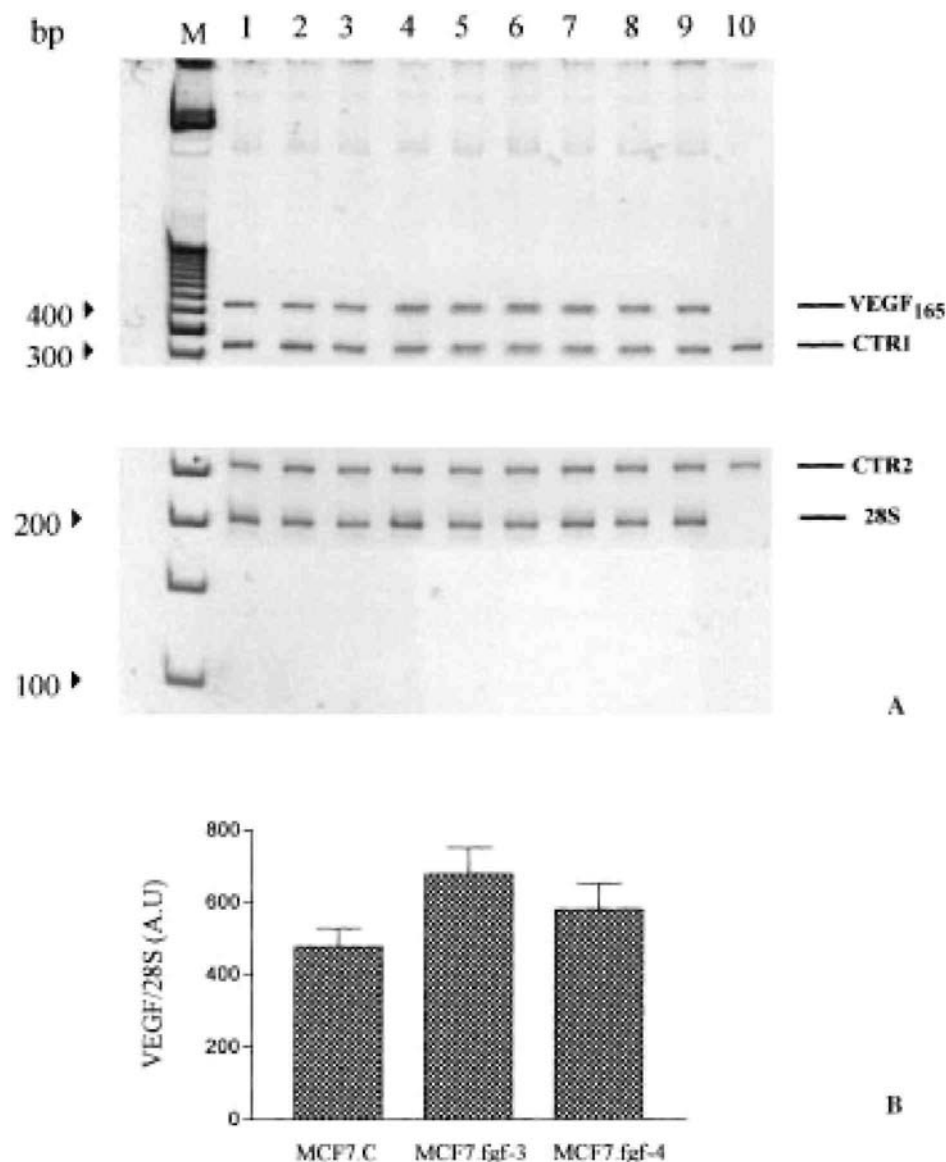 bp M 1 2 3 4 5 6 7 8 9 10
400 VEGF165
300 CTR1
CTR2
200 28S
100
A
800
600
400
200
0
VEGF/28S (A.U)
MCF7.C MCF7.fgf-3 MCF7.fgf-4
B